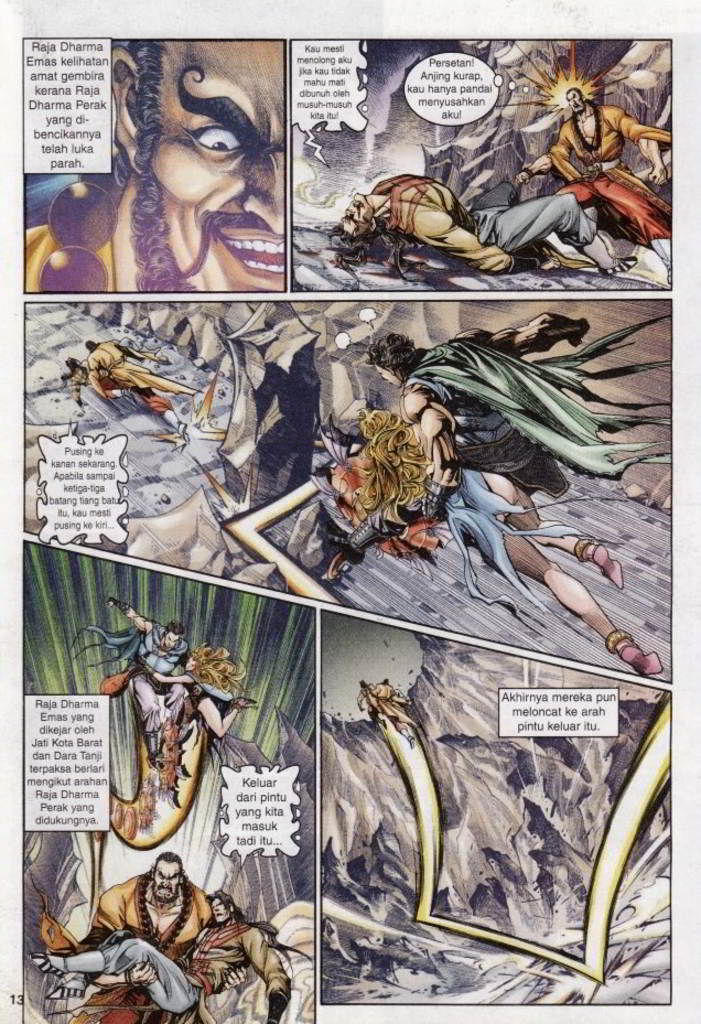 Raja Dharma
Emas kelihatan
amat gembira
kerana Raja
Dharma Perak
yang di-
bencikannya
telah luka
parah.
Kau mesti
menolong aku
jika kau tidak
mahu mati
dibunuh oleh
musuh-musuh
kita itu!
Persetan!
Anjing kurap,
kau hanya pandai
menyusahkan
aku!
Pusing ke
kanan sekarang.
Apabila sampai
ketiga-tiga
batang tiang batu
itu, kau mesti
pusing ke kiri...
Raja Dharma
Emas yang
dikejar oleh
Jati Kota Barat
dan Dara Tanji
terpaksa berlari
mengikut arahan
Raja Dharma
Perak yang
didukungnya.
Keluar
dari pintu
yang kita
masuk
tadi itu...
Akhirnya mereka pun
meloncat ke arah
pintu keluar itu.
13